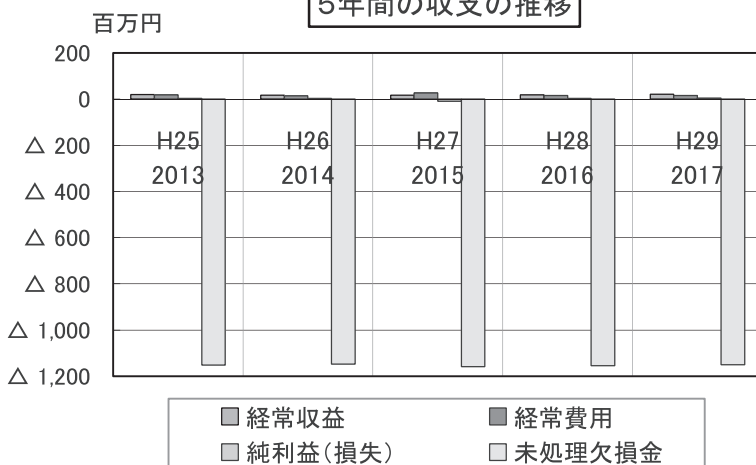 5年間の収支の推移
百万円
200
0
△ 200
△ 400
△ 600
△ 800
△ 1,000
△ 1,200
H25 H26 H27 H28 H29
2013 2014 2015 2016 2017
経常収益 経常費用
純利益(損失) 未処理欠損金